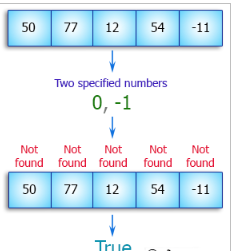 50 77 12 54 -11
Two specified numbers
0, -1
Not Not Not Not Not
found found found found found
50 77 12 54 -11
True